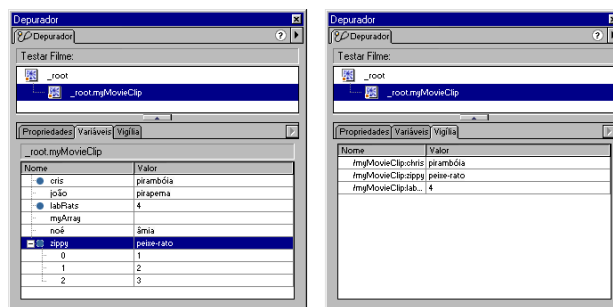 Depurador
Depurador ?
Testar Filme:
_root
_root.myMovieClip
Propriedades Variáveis Vigília
_root.myMovieClip
Nome Valor
cris pirambóia
joão pirapema
labRats 4
myArray
noé âmia
zippy peixe-rato
0 1
1 2
2 3
Depurador
Depurador ?
Testar Filme:
_root
_root.myMovieClip
Propriedades Variáveis Vigília
Nome Valor
/myMovieClip:chris pirambóia
/myMovieClip:zippy peixe-rato
/myMovieClip:lab... 4